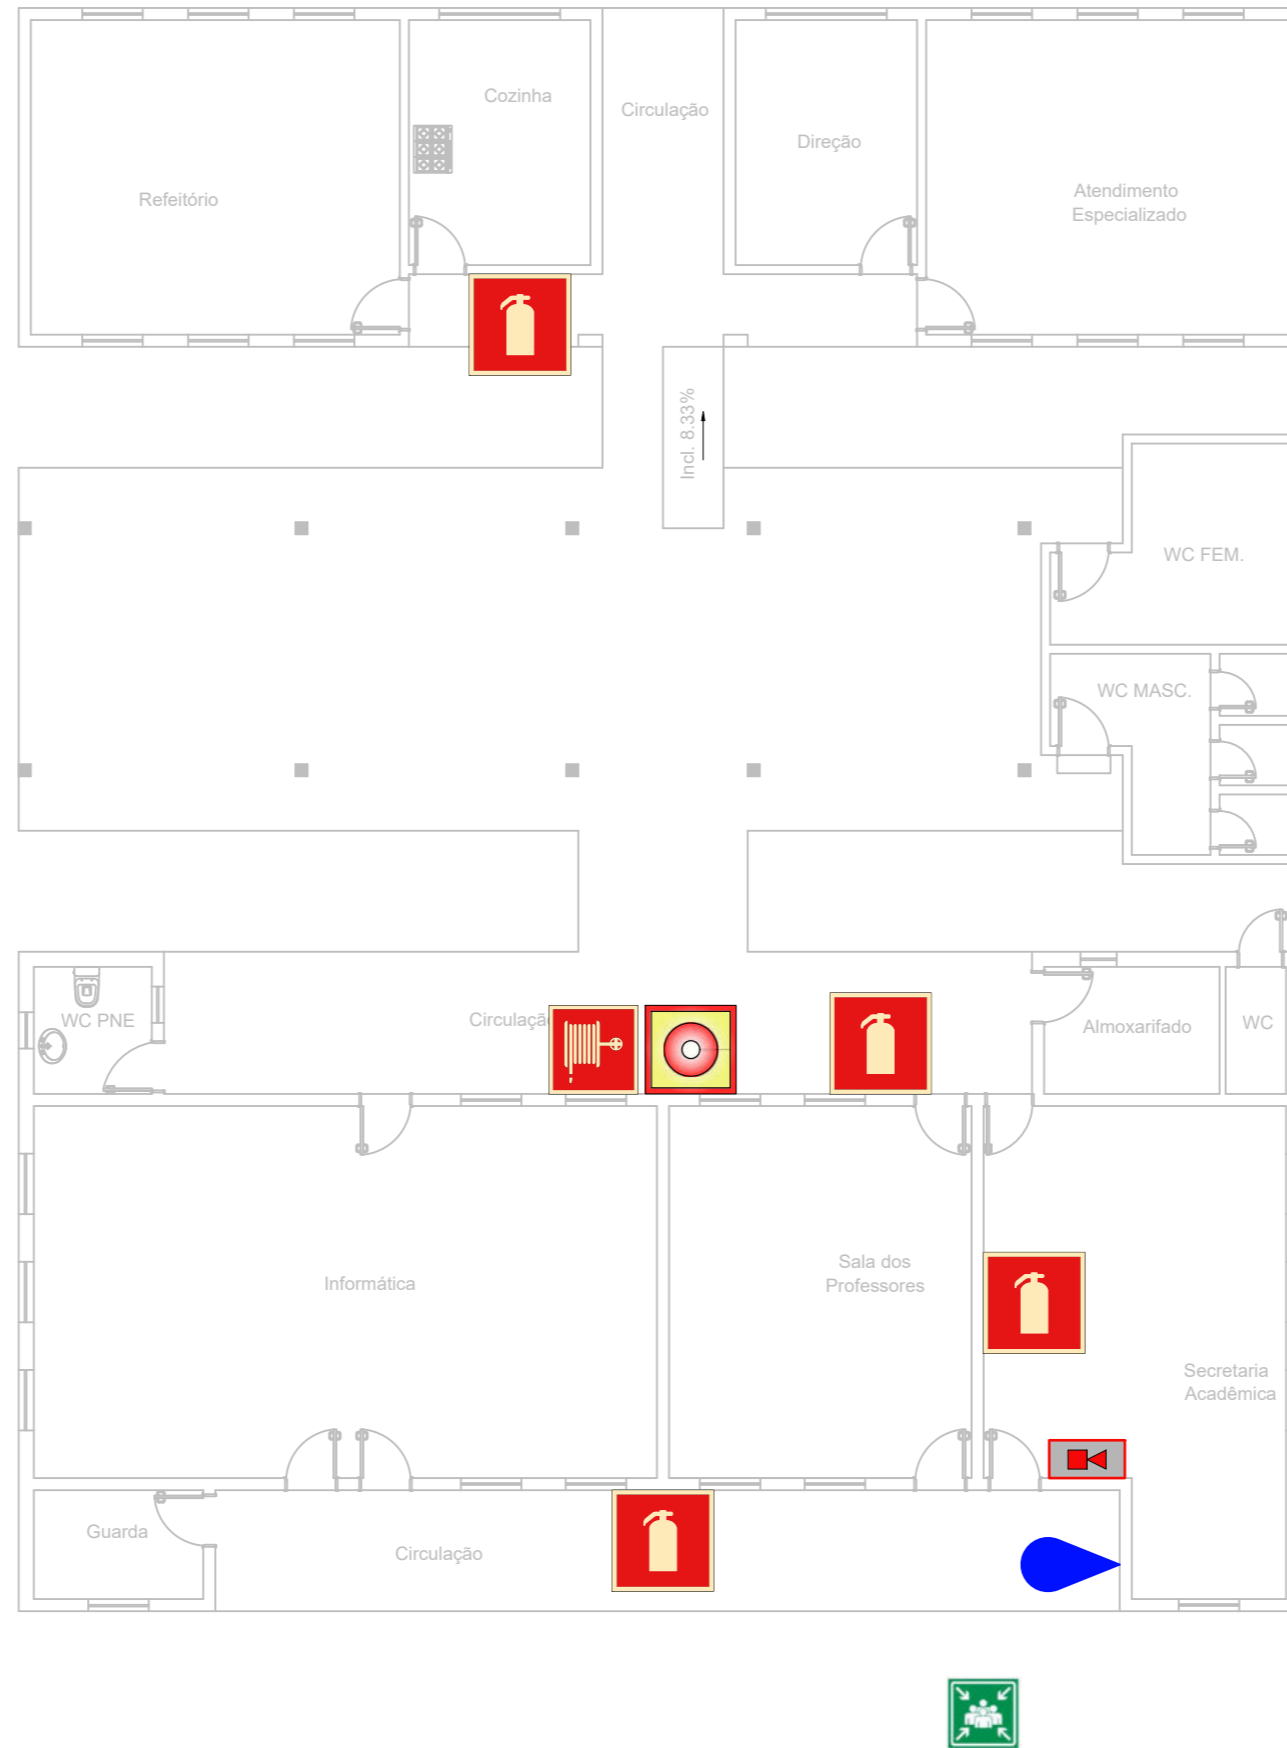 Cozinha
Circulação
Direção
Refeitório
Atendimento
Especializado
Incl. 8.33%
WC FEM.
WC MASC.
WC PNE
Circulação
Almoxarifado
WC
Informática
Sala dos
Professores
Secretaria
Acadêmica
Guarda
Circulação